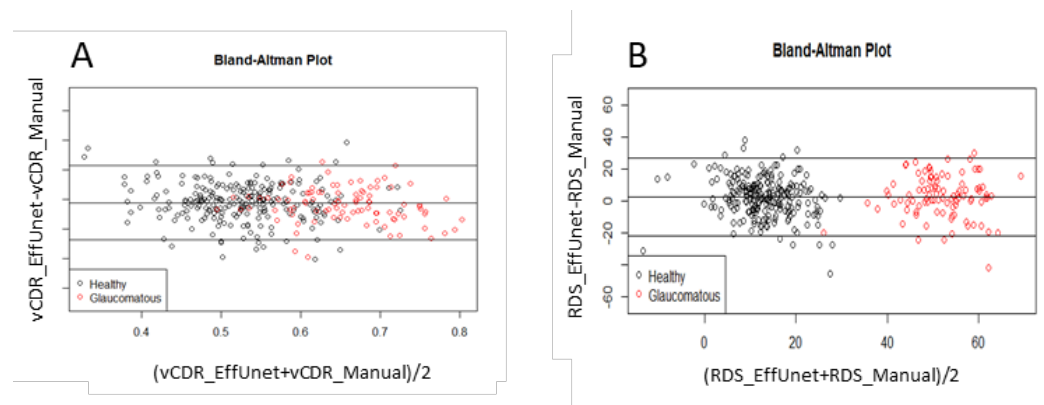 A
Bland-Altman Plot
vCDR_EffUnet-vCDR_Manual
Healthy
Glaucomatous
0.4 0.5 0.6 0.7 0.8
(vCDR_EffUnet+vCDR_Manual)/2
B
Bland-Altman Plot
RDS_EffUnet-RDS_Manual
60
40
20
0
-20
-60
Healthy
Glaucomatous
0 20 40 60
(RDS_EffUnet+RDS_Manual)/2